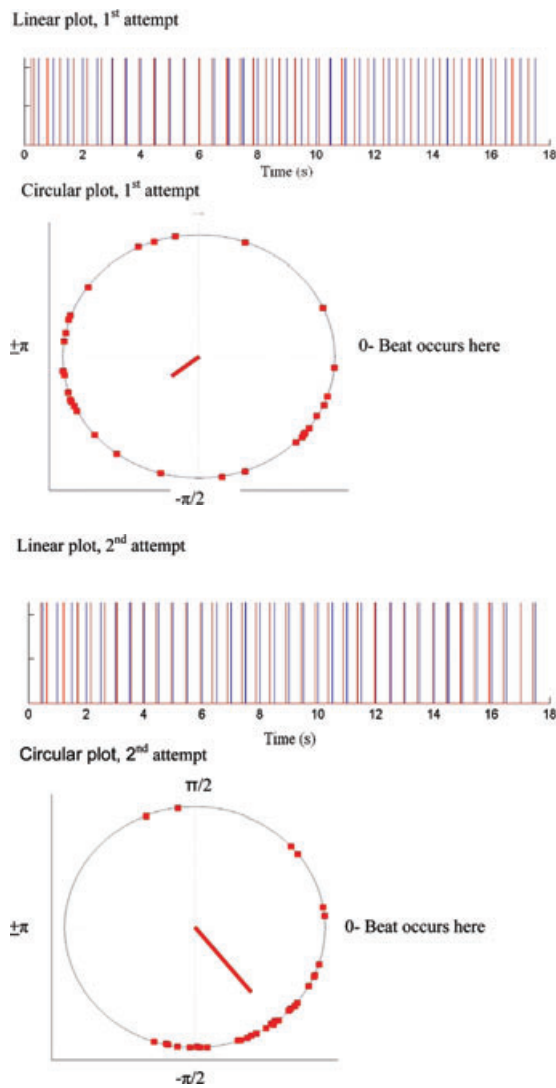 Linear plot, 1st attempt
0 2 4 6 8 10 12 14 16 18
Time (s)
Circular plot, 1st attempt
±π
0- Beat occurs here
-π/2
Linear plot, 2nd attempt
0 2 4 6 8 10 12 14 16 18
Time (s)
Circular plot, 2nd attempt
π/2
±π
0- Beat occurs here
-π/2